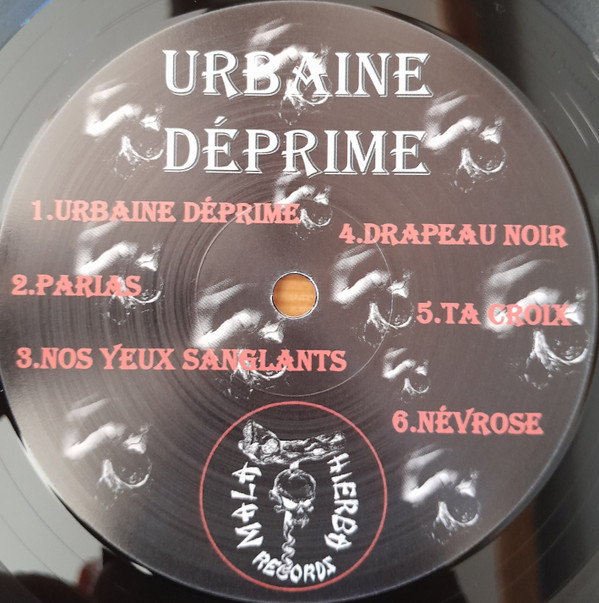 URBAINE
DÉPRIME
1.URBAINE DÉPRIME
2.PARIAS
3.NOS YEUX SANGLANTS
4.DRAPEAU NOIR
5.TA CROIX
6.NÉVROSE
MALA HIERBA
RECORDS